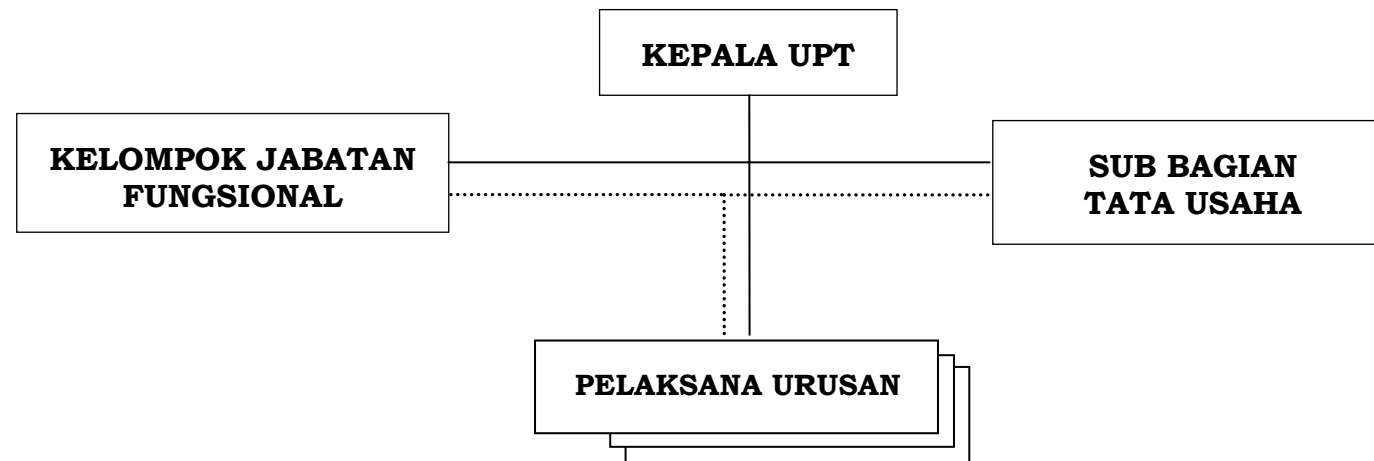 KEPALA UPT
KELOMPOK JABATAN
FUNGSIONAL
SUB BAGIAN
TATA USAHA
PELAKSANA URUSAN